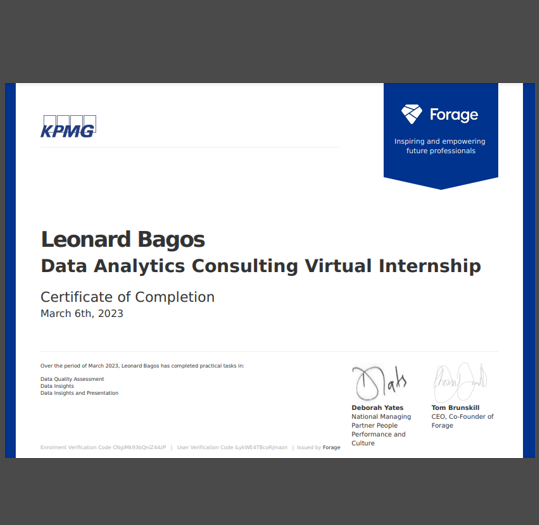 KPMG
Forage
Inspiring and empowering
future professionals
Leonard Bagos
Data Analytics Consulting Virtual Internship
Certificate of Completion
March 6th, 2023
Over the period of March 2023, Leonard Bagos has completed practical tasks in:
Data Quality Assessment
Data Insights
Data Insights and Presentation
Deborah Yates
National Managing
Partner People
Performance and
Culture
Tom Brunskill
CEO, Co-Founder of
Forage
Enrolment Verification Code | User Verification Code | Issued by Forage